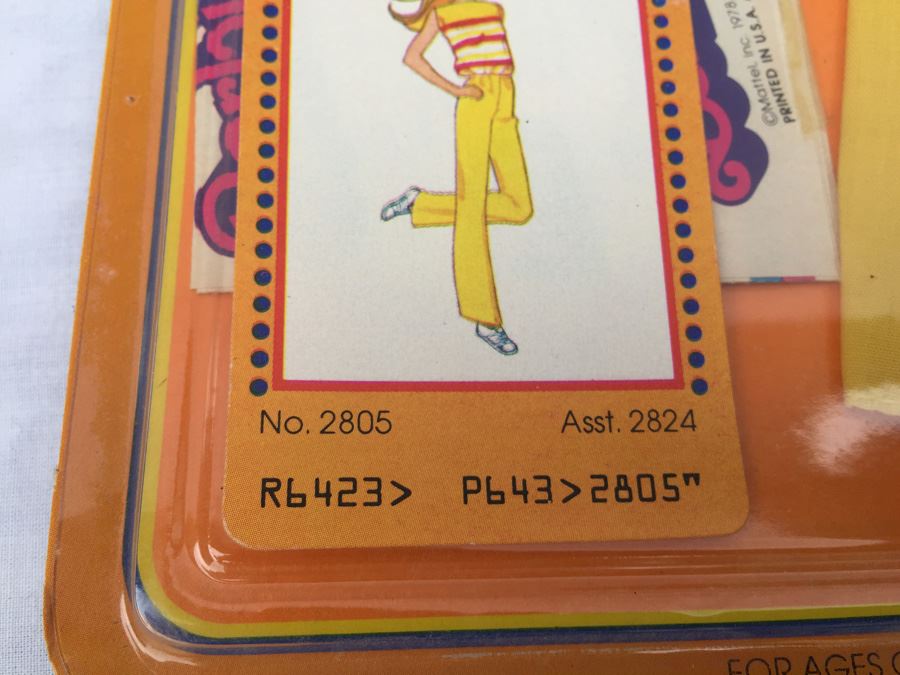 ©Mattel, Inc. 1978
PRINTED IN U.S.A.
No. 2805 Asst. 2824
R6423> P643>2805"
FOR AGES